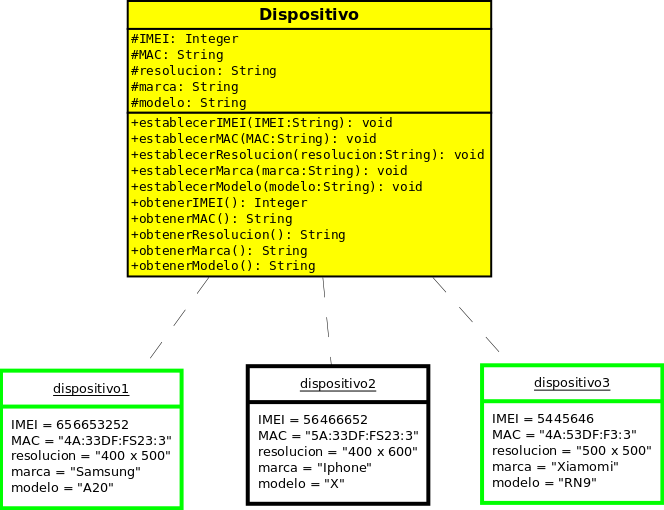 Dispositivo
#IMEI: Integer
#MAC: String
#resolucion: String
#marca: String
#modelo: String
+establecerIMEI(IMEI:String): void
+establecerMAC(MAC:String): void
+establecerResolucion(resolucion:String): void
+establecerMarca(marca:String): void
+establecerModelo(modelo:String): void
+obtenerIMEI(): Integer
+obtenerMAC(): String
+obtenerResolucion(): String
+obtenerMarca(): String
+obtenerModelo(): String
dispositivo1
IMEI = 656653252
MAC = "4A:33DF:FS23:3"
resolucion = "400 x 500"
marca = "Samsung"
modelo = "A20"
dispositivo2
IMEI = 56466652
MAC = "5A:33DF:FS23:3"
resolucion = "400 x 600"
marca = "Iphone"
modelo = "X"
dispositivo3
IMEI = 5445646
MAC = "4A:53DF:F3:3"
resolucion = "500 x 500"
marca = "Xiamomi"
modelo = "RN9"